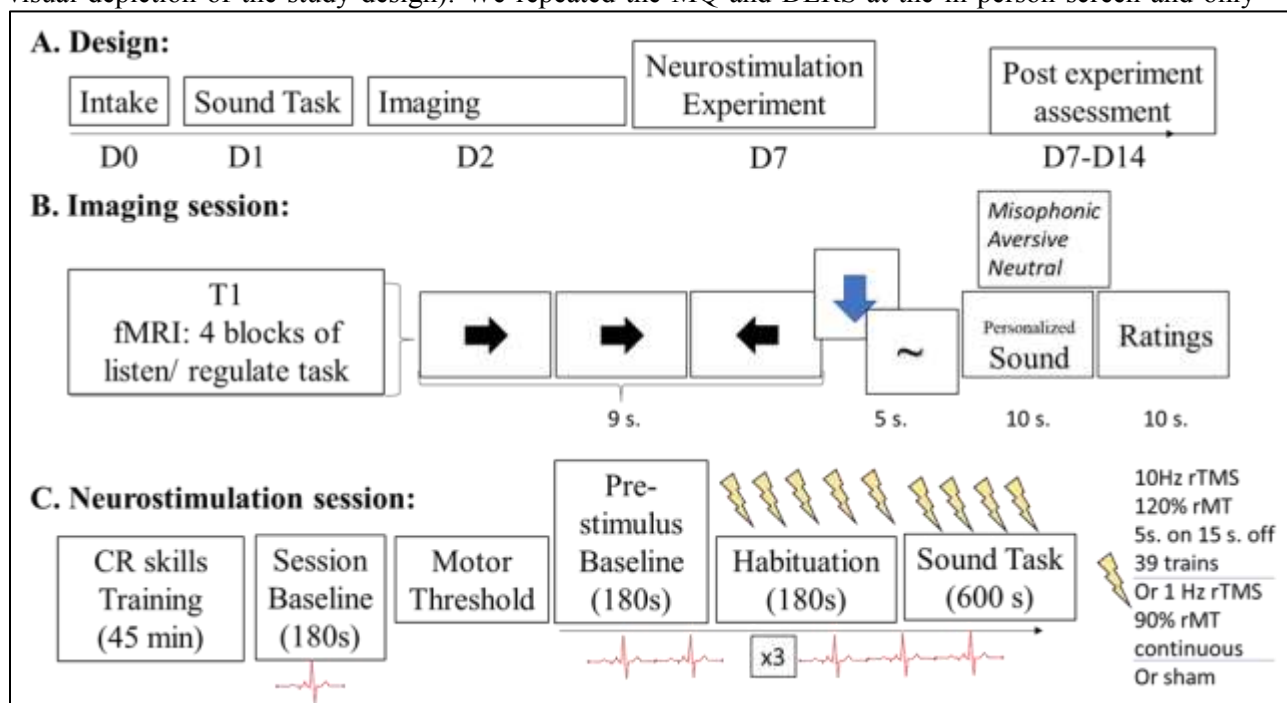 visual depiction of the study design). We repeated the MQ and DERS at the in person screen and only
A. Design:
Intake
Sound Task
Imaging
Neurostimulation
Experiment
Post experiment
assessment
D0
D1
D2
D7
D7-D14
B. Imaging session:
T1
fMRI: 4 blocks of
listen/ regulate task
~
Misophonic
Aversive
Neutral
Personalized
Sound
Ratings
9 s.
5 s.
10 s.
10 s.
C. Neurostimulation session:
CR skills
Training
(45 min)
Session
Baseline
(180s)
Motor
Threshold
Pre-
stimulus
Baseline
(180s)
Habituation
(180s)
Sound Task
(600 s)
x3
10Hz rTMS
120% rMT
5s. on 15 s. off
39 trains
Or 1 Hz rTMS
90% rMT
continuous
Or sham